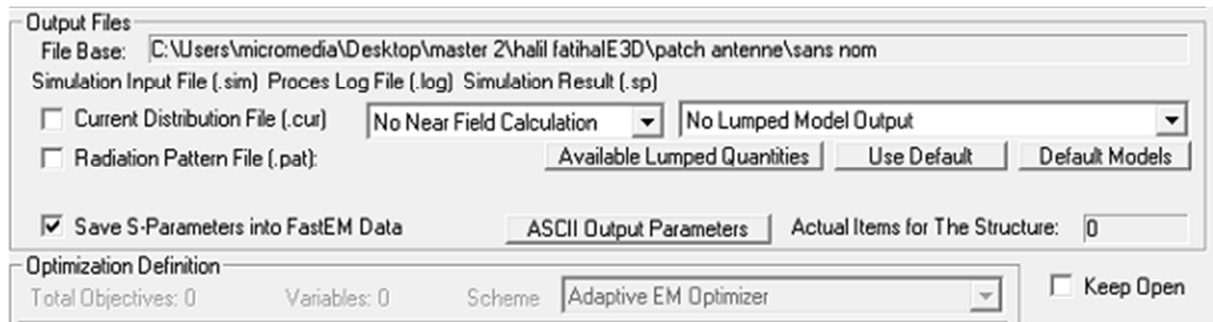 Output Files
File Base: C:\Users\micromedia\Desktop\master 2\halil fatihaIE3D\patch antenne\sans nom
Simulation Input File (.sim) Proces Log File (.log) Simulation Result (.sp)
Current Distribution File (.cur) No Near Field Calculation No Lumped Model Output
Radiation Pattern File (.pat): Available Lumped Quantities Use Default Default Models
Save S-Parameters into FastEM Data ASCII Output Parameters Actual Items for The Structure: 0
Optimization Definition
Total Objectives: 0 Variables: 0 Scheme Adaptive EM Optimizer Keep Open